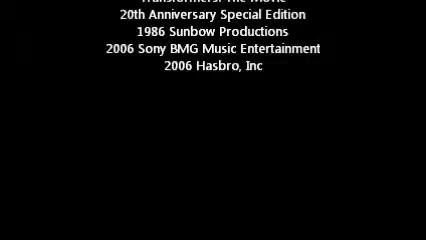 Transformers: The Movie
20th Anniversary Special Edition
1986 Sunbow Productions
2006 Sony BMG Music Entertainment
2006 Hasbro, Inc